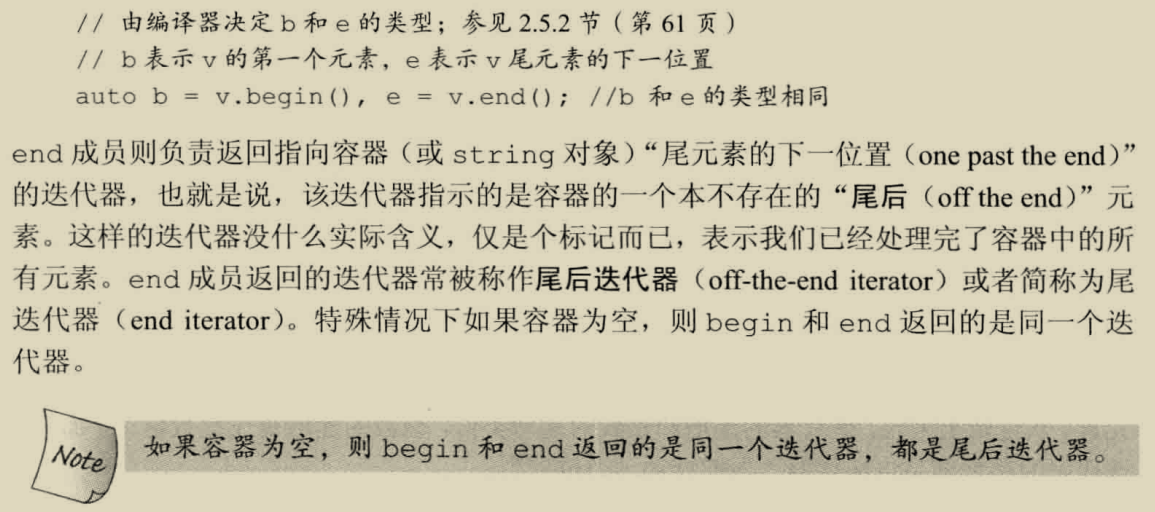 // 由编译器决定 b 和 e 的类型；参见 2.5.2 节（第 61 页）
// b 表示 v 的第一个元素，e 表示 v 尾元素的下一位置
auto b = v.begin(), e = v.end(); //b 和 e 的类型相同
end 成员则负责返回指向容器（或 string 对象）“尾元素的下一位置（one past the end）”
的迭代器，也就是说，该迭代器指示的是容器的一个本不存在的“尾后（off the end）”元
素。这样的迭代器没什么实际含义，仅是个标记而已，表示我们已经处理完了容器中的所
有元素。end 成员返回的迭代器常被称作尾后迭代器（off-the-end iterator）或者简称为尾
迭代器（end iterator）。特殊情况下如果容器为空，则 begin 和 end 返回的是同一个迭
代器。
Note 如果容器为空，则 begin 和 end 返回的是同一个迭代器，都是尾后迭代器。